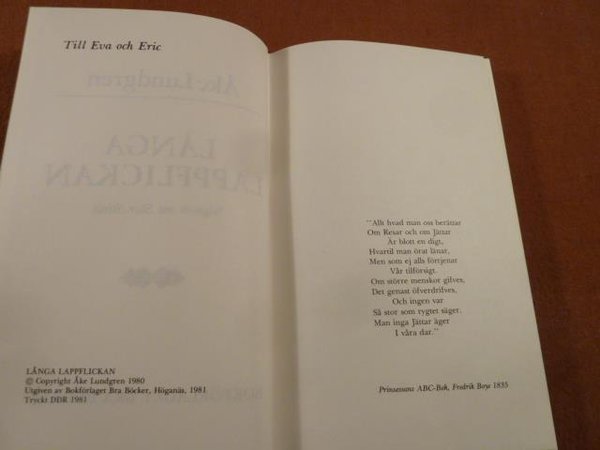 Till Eva och Eric
Åke Lundgren
LÅNGA
LAPPFLICKAN
LÅNGA LAPPFLICKAN
© Copyright Åke Lundgren 1980
Utgiven av Bokförlaget Bra Böcker, Höganäs, 1981
Tryckt DDR 1981
"Allt hvad man oss berättar
Om Resar och om Jättar
Är blott en digt,
Hvartill man örat lånar,
Men som ej alls förtjenar
Vår tillförsigt.
Om större menskor gifves,
Det genast öfverdrifves,
Och ingen var
Så stor som rygtet säger.
Man inga Jättar äger
I våra dar."
Prinsessans ABC-Bok, Fredrik Boye 1835